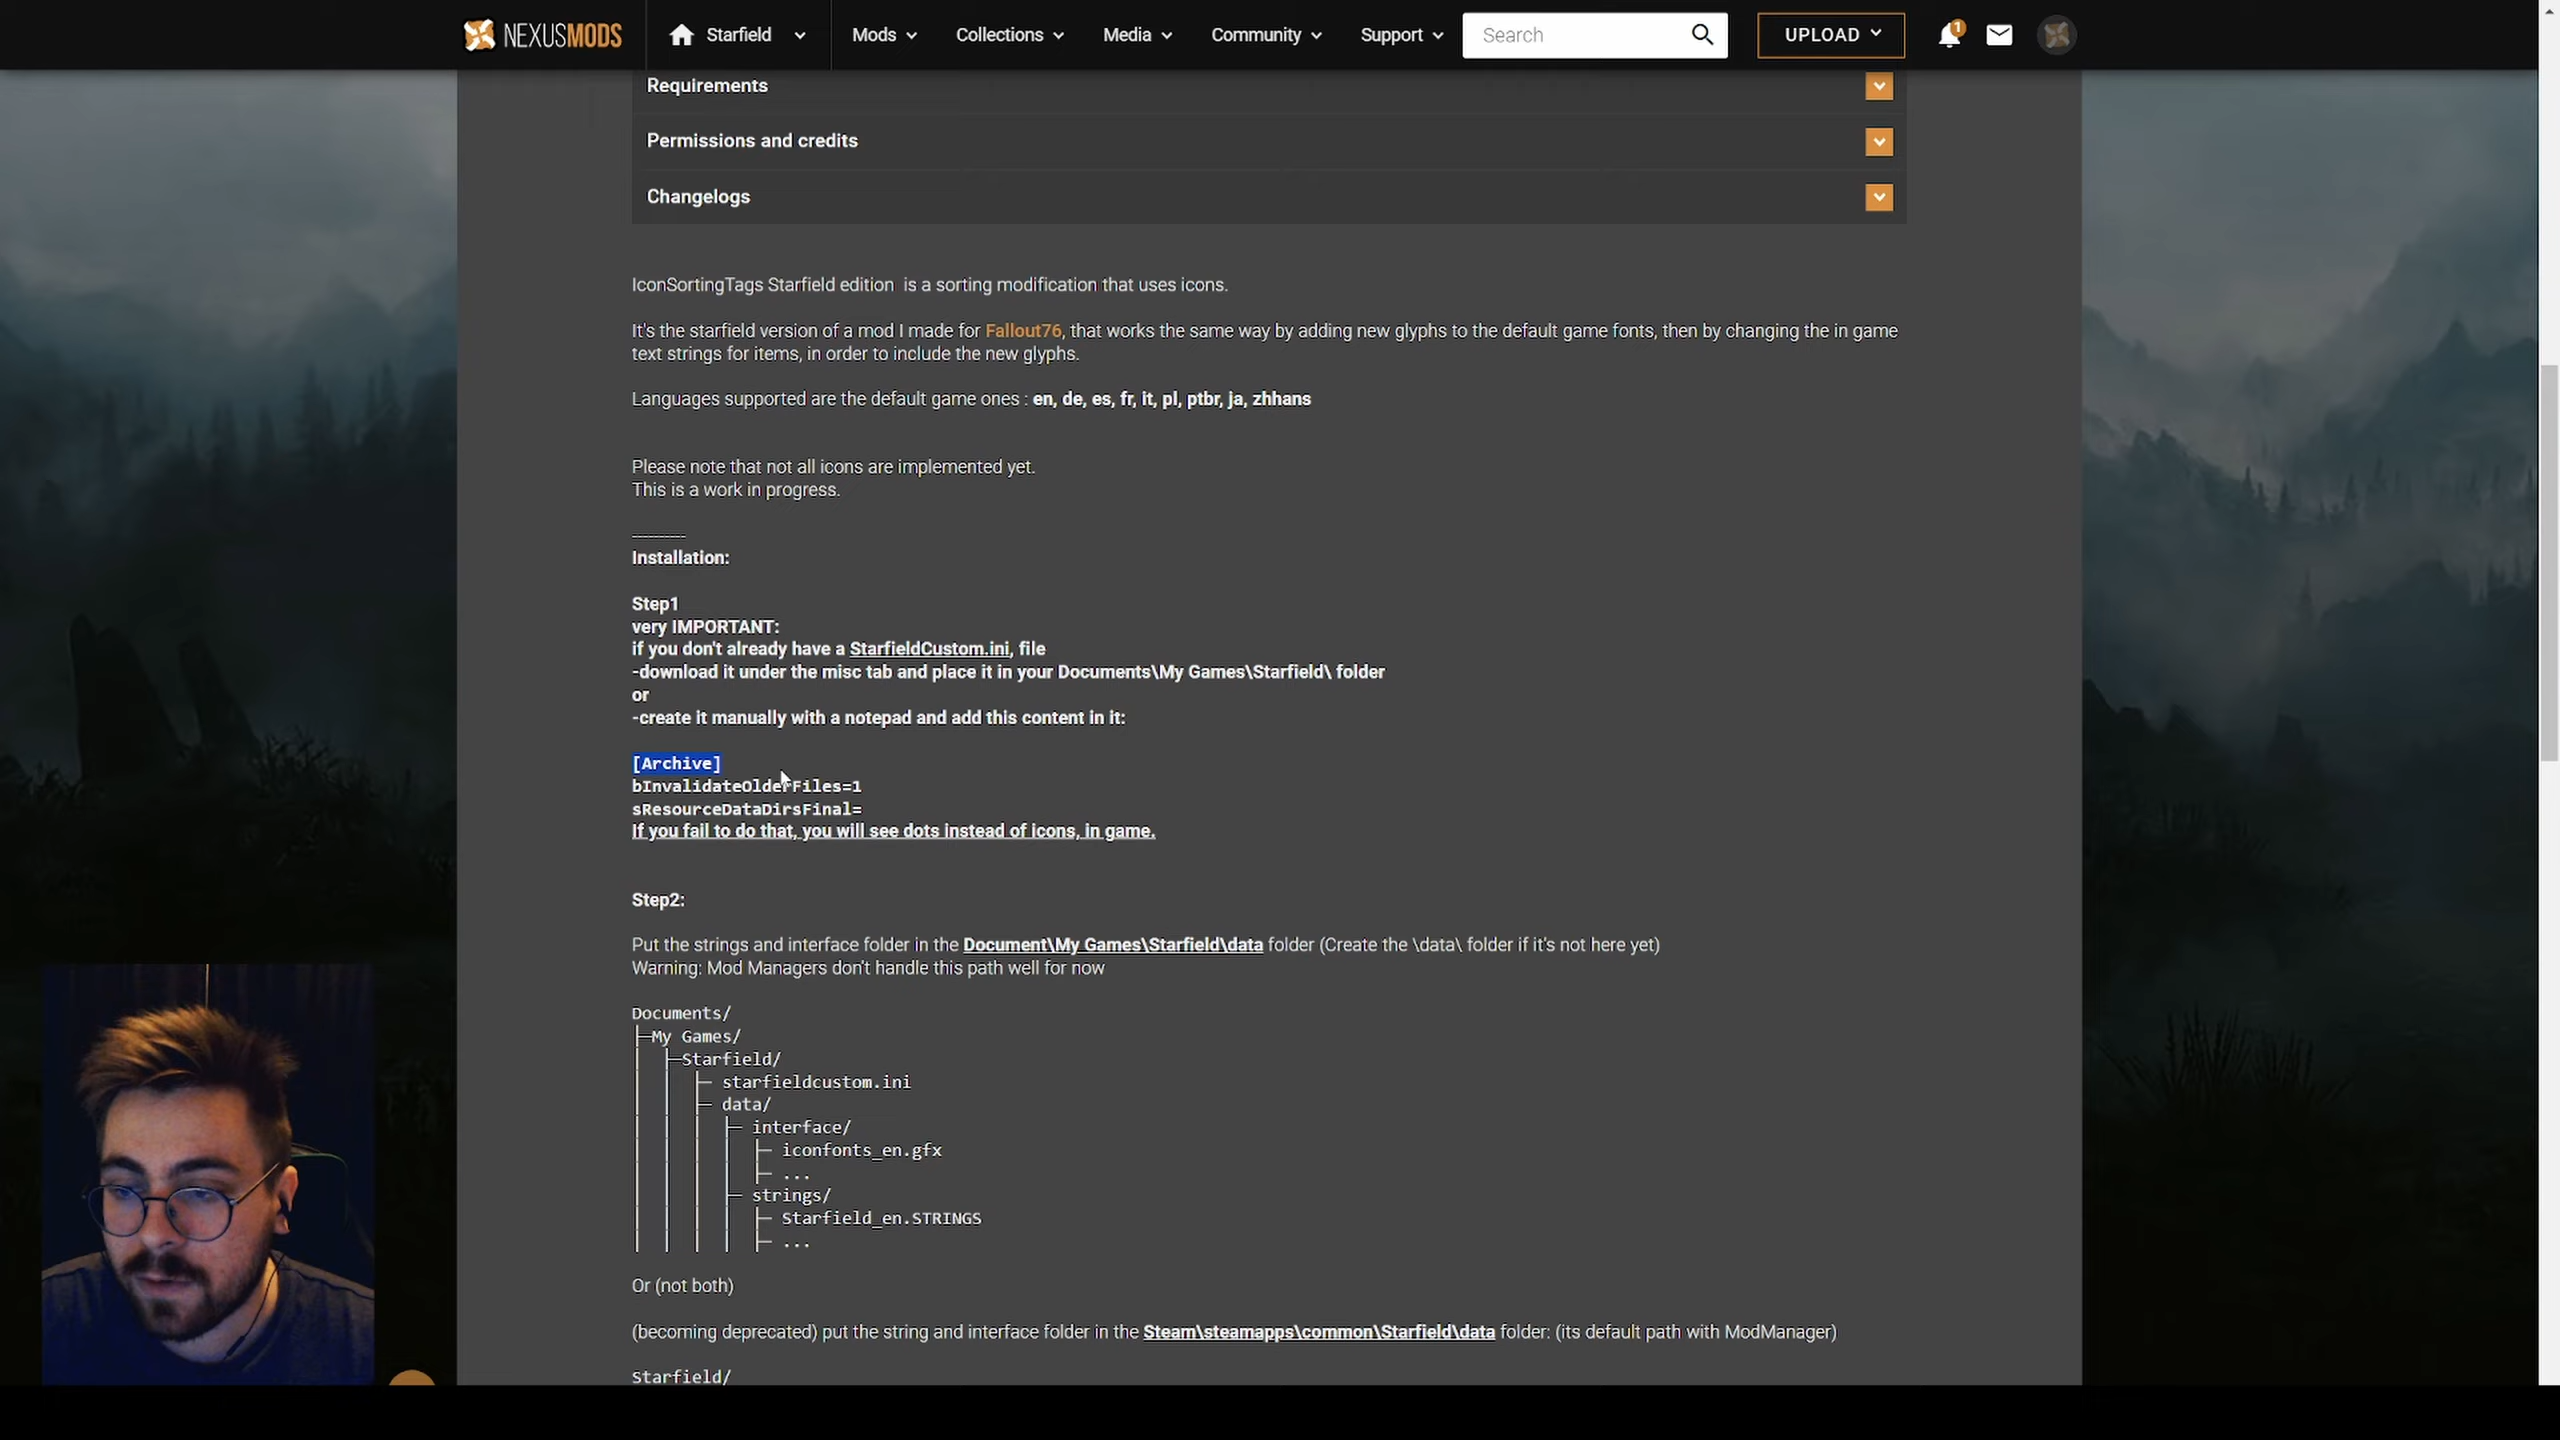 NEXUSMODS Starfield Mods Collections Media Community Support Search UPLOAD 1
Requirements
Permissions and credits
Changelogs
IconSortingTags Starfield edition  is a sorting modification that uses icons.
It's the starfield version of a mod I made for Fallout76, that works the same way by adding new glyphs to the default game fonts, then by changing the in game
text strings for items, in order to include the new glyphs.
Languages supported are the default game ones : en, de, es, fr, it, pl, ptbr, ja, zhhans
Please note that not all icons are implemented yet.
This is a work in progress.
----------
Installation:
Step1
very IMPORTANT:
if you don't already have a StarfieldCustom.ini, file
-download it under the misc tab and place it in your Documents\My Games\Starfield\ folder
or
-create it manually with a notepad and add this content in it:
[Archive]
bInvalidateOlderFiles=1
sResourceDataDirsFinal=
If you fail to do that, you will see dots instead of icons, in game.
Step2:
Put the strings and interface folder in the Document\My Games\Starfield\data folder (Create the \data\ folder if it's not here yet)
Warning: Mod Managers don't handle this path well for now
Documents/
├─My Games/
│ ├─Starfield/
│ │ ├─ starfieldcustom.ini
│ │ ├─ data/
│ │ │ ├─ interface/
│ │ │ │ ├─ iconfonts_en.gfx
│ │ │ │ ├─ ...
│ │ │ ├─ strings/
│ │ │ │ ├─ Starfield_en.STRINGS
│ │ │ │ ├─ ...
Or (not both)
(becoming deprecated) put the string and interface folder in the Steam\steamapps\common\Starfield\data folder: (its default path with ModManager)
Starfield/